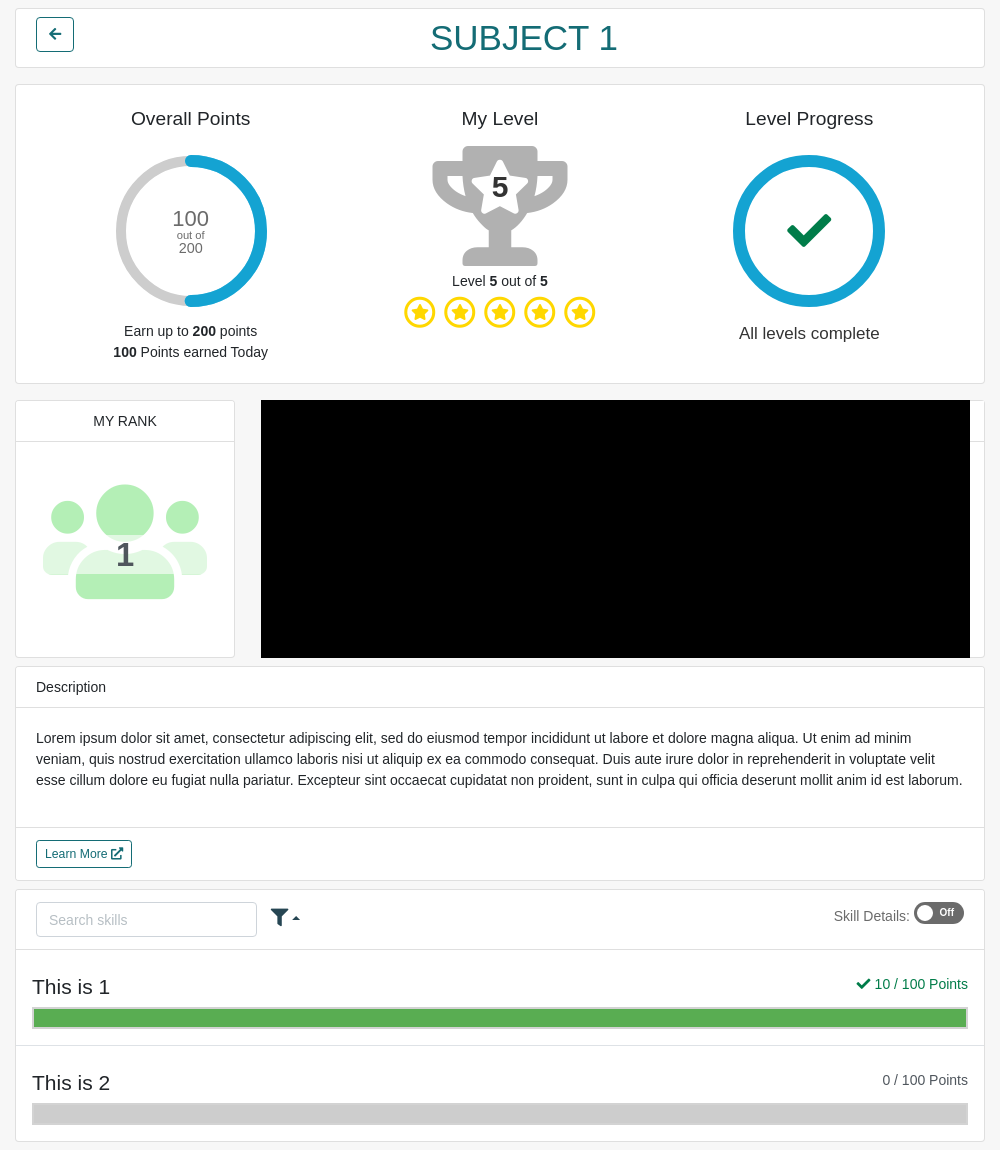 SUBJECT 1
Overall Points
My Level
Level Progress
100
out of
200
Earn up to 200 points
100 Points earned Today
5
Level 5 out of 5
All levels complete
MY RANK
1
Description
Lorem ipsum dolor sit amet, consectetur adipiscing elit, sed do eiusmod tempor incididunt ut labore et dolore magna aliqua. Ut enim ad minim
veniam, quis nostrud exercitation ullamco laboris nisi ut aliquip ex ea commodo consequat. Duis aute irure dolor in reprehenderit in voluptate velit
esse cillum dolore eu fugiat nulla pariatur. Excepteur sint occaecat cupidatat non proident, sunt in culpa qui officia deserunt mollit anim id est laborum.
Learn More
Search skills
Skill Details: Off
This is 1
10 / 100 Points
This is 2
0 / 100 Points